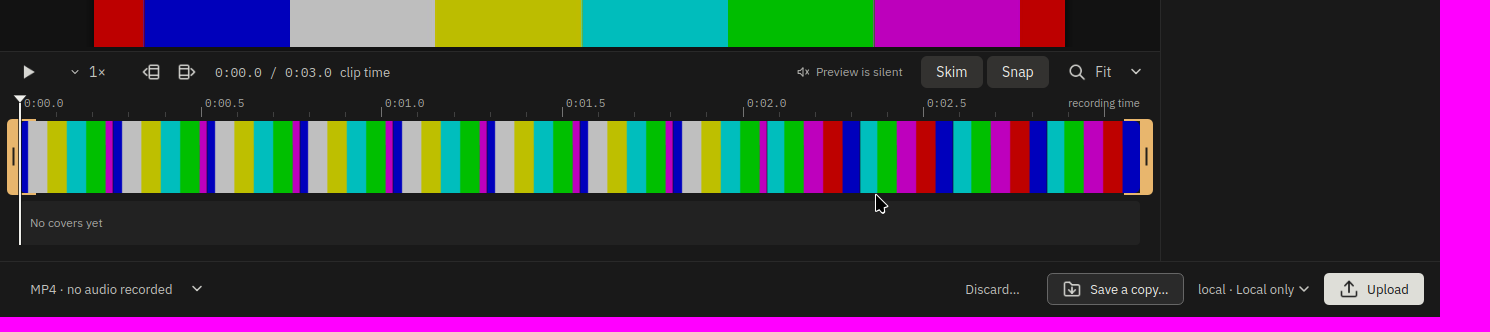 1× 0:00.0 / 0:03.0 clip time Preview is silent Skim Snap Fit
0:00.0 0:00.5 0:01.0 0:01.5 0:02.0 0:02.5 recording time
No covers yet
MP4 · no audio recorded Discard... Save a copy... local · Local only Upload